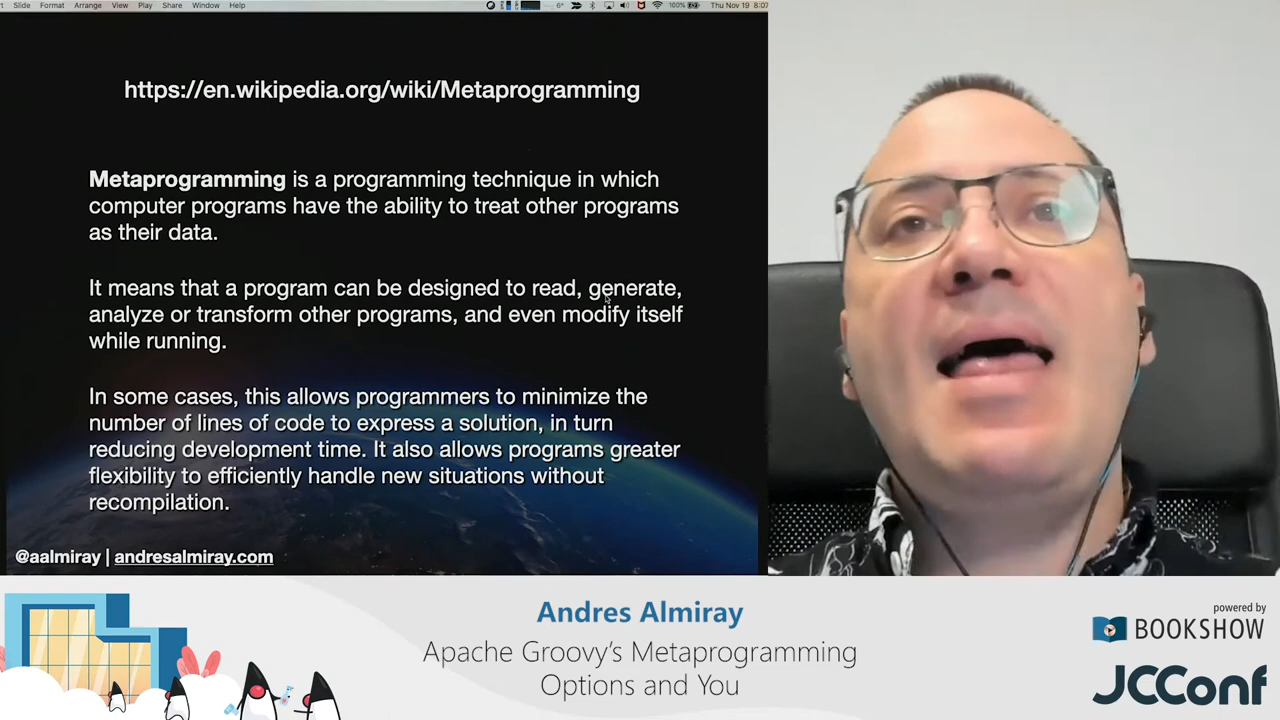 Slide Format Arrange View Play Share Window Help
6° 100% Thu Nov 19 8:07
https://en.wikipedia.org/wiki/Metaprogramming
Metaprogramming is a programming technique in which
computer programs have the ability to treat other programs
as their data.
It means that a program can be designed to read, generate,
analyze or transform other programs, and even modify itself
while running.
In some cases, this allows programmers to minimize the
number of lines of code to express a solution, in turn
reducing development time. It also allows programs greater
flexibility to efficiently handle new situations without
recompilation.
@aalmiray | andresalmiray.com
Andres Almiray
Apache Groovy’s Metaprogramming
Options and You
powered by
BOOKSHOW
JCConf